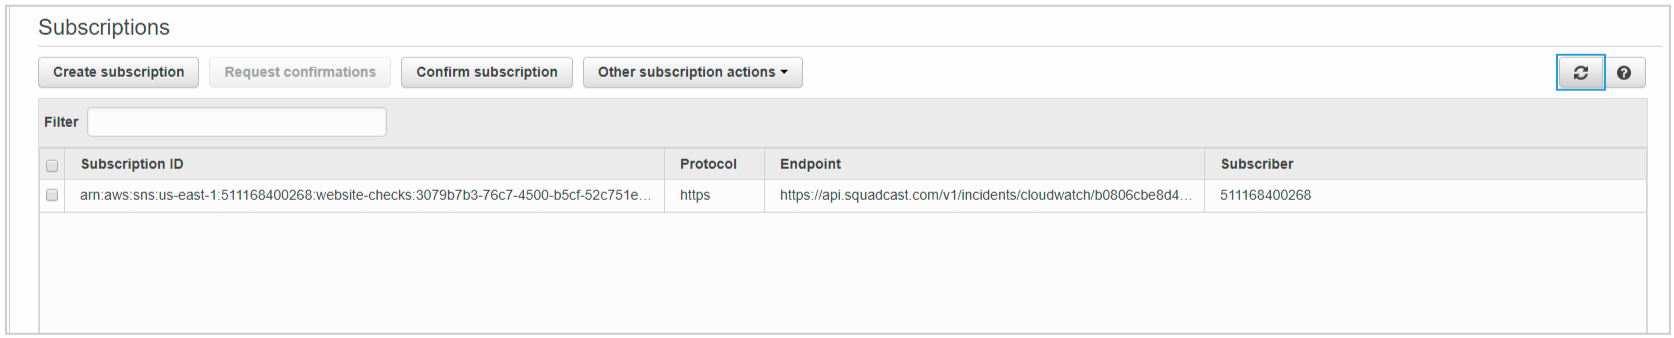 Subscriptions
Create subscription Request confirmations Confirm subscription Other subscription actions
Filter
Subscription ID Protocol Endpoint Subscriber
arn:aws:sns:us-east-1:511168400268:website-checks:3079b7b3-76c7-4500-b5cf-52c751e... https https://api.squadcast.com/v1/incidents/cloudwatch/b0806cbe8d4... 511168400268